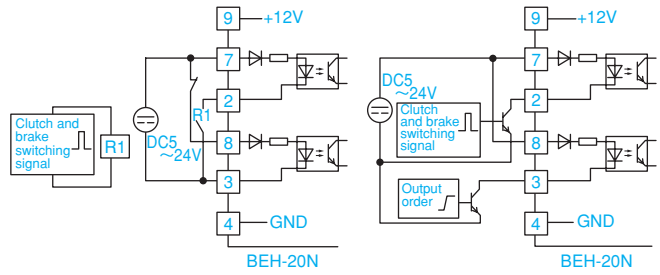 9
+12V
7
2
R1
DC5
～24V
8
3
4
GND
BEH-20N
Clutch and
brake
switching
signal
R1
9
+12V
7
DC5
～24V
2
Clutch
and brake
switching
signal
8
Output
order
3
4
GND
BEH-20N